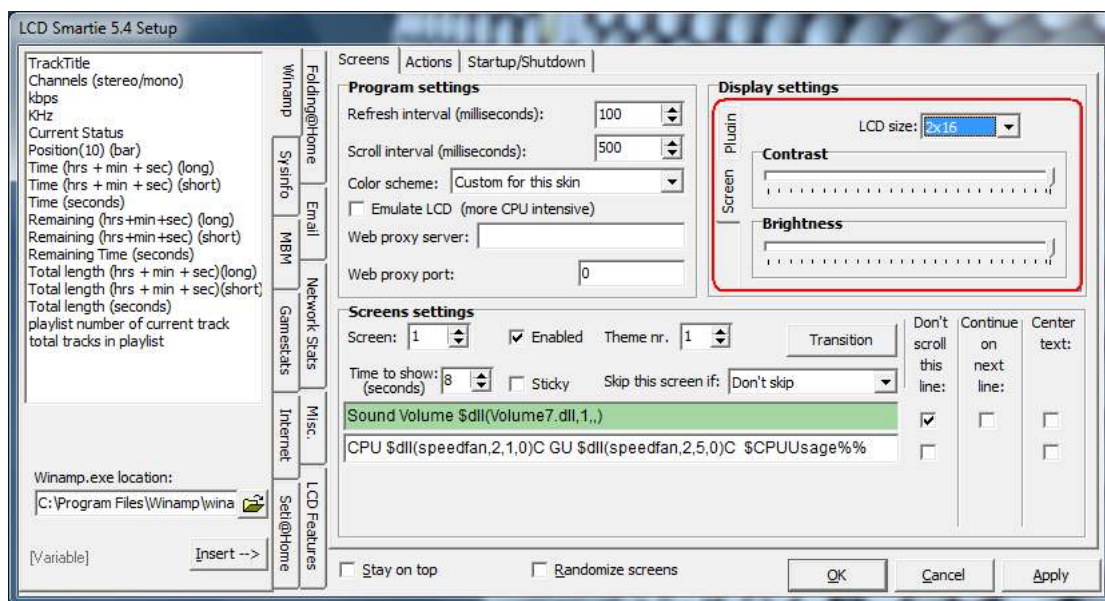 LCD Smartie 5.4 Setup
TrackTitle
Channels (stereo/mono)
kbps
KHz
Current Status
Position(10) (bar)
Time (hrs + min + sec) (long)
Time (hrs + min + sec) (short)
Time (seconds)
Remaining (hrs+min+sec) (long)
Remaining (hrs+min+sec) (short)
Remaining Time (seconds)
Total length (hrs + min + sec)(long)
Total length (hrs + min + sec)(short)
Total length (seconds)
playlist number of current track
total tracks in playlist
Winamp.exe location:
C:\Program Files\Winamp\wina
[Variable]
Insert -->
Winamp
Sysinfo
MBM
Gamestats
Internet
Seti@Home
Folding@Home
Email
Network Stats
Misc.
LCD Features
Screens
Actions
Startup/Shutdown
Program settings
Refresh interval (milliseconds): 100
Scroll interval (milliseconds): 500
Color scheme: Custom for this skin
Emulate LCD (more CPU intensive)
Web proxy server:
Web proxy port: 0
Display settings
Plugin
Screen
LCD size: 2x16
Contrast
Brightness
Screens settings
Screen: 1 Enabled Theme nr. 1 Transition
Time to show: (seconds) 8 Sticky Skip this screen if: Don't skip
Don't scroll this line:
Continue on next line:
Center text:
Sound Volume $dll(Volume7.dll,1,,)
CPU $dll(speedfan,2,1,0)C GU $dll(speedfan,2,5,0)C $CPUUsage%%
Stay on top
Randomize screens
OK
Cancel
Apply